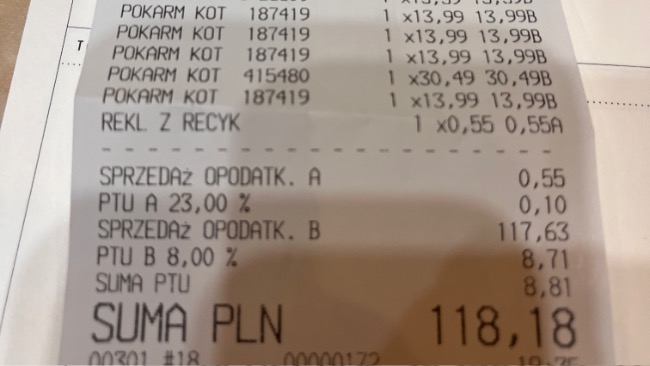 POKARM KOT 187419 1 x13,99 13,99B
POKARM KOT 187419 1 x13,99 13,99B
POKARM KOT 187419 1 x13,99 13,99B
POKARM KOT 415480 1 x30,49 30,49B
POKARM KOT 187419 1 x13,99 13,99B
REKL Z RECYK 1 x0,55 0,55A
- - - - - - - - - - - - - - - - - - - -
SPRZEDAż OPODATK. A 0,55
PTU A 23,00 % 0,10
SPRZEDAż OPODATK. B 117,63
PTU B 8,00 % 8,71
SUMA PTU 8,81
SUMA PLN 118,18
00301 #18 00000172